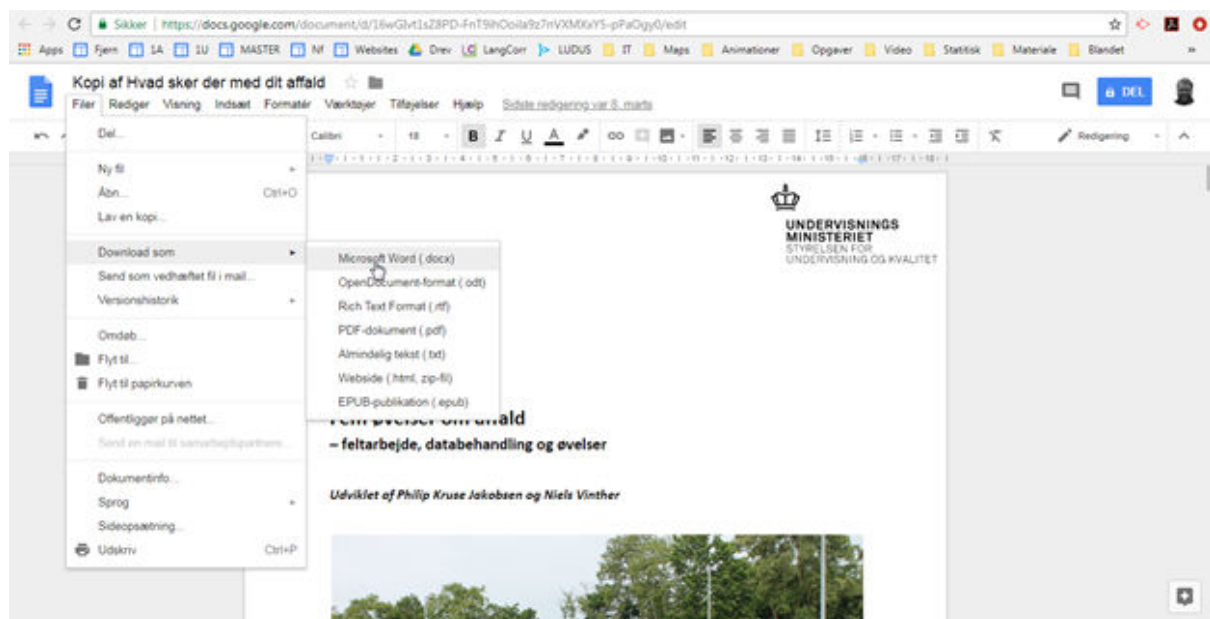 Sikker | https://docs.google.com/document/d/
Apps Fjern 1A 1U MASTER Nf Websites Drev LangCorr LUDUS IT Maps Animationer Opgaver Video Statitisk Materiale Blandet »
Kopi af Hvad sker der med dit affald
Filer Rediger Visning Indsæt Formatér Værktøjer Tilføjelser Hjælp Sidste redigering var 8. marts
DEL
Calibri 18 B I U A Redigering
Del...
Ny fil
Åbn... Ctrl+O
Lav en kopi...
Download som
Send som vedhæftet fil i mail...
Versionshistorik
Omdøb...
Flyt til...
Flyt til papirkurven
Offentliggør på nettet...
Send en mail til samarbejdspartnere...
Dokumentinfo...
Sprog
Sideopsætning...
Udskriv Ctrl+P
Microsoft Word (.docx)
OpenDocument-format (.odt)
Rich Text Format (.rtf)
PDF-dokument (.pdf)
Almindelig tekst (.txt)
Webside (.html, zip-fil)
EPUB-publikation (.epub)
UNDERVISNINGS
MINISTERIET
STYRELSEN FOR
UNDERVISNING OG KVALITET
Fem øvelser om affald
– feltarbejde, databehandling og øvelser
Udviklet af Philip Kruse Jakobsen og Niels Vinther